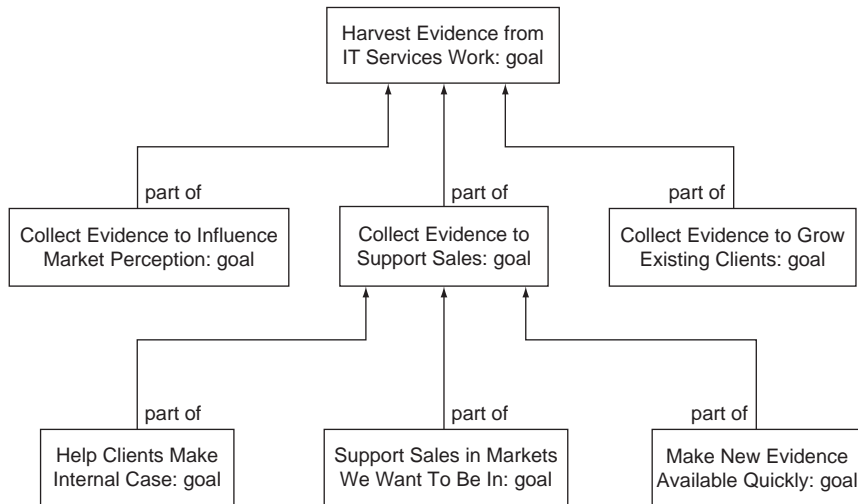 Harvest Evidence from
IT Services Work: goal
part of
part of
part of
Collect Evidence to Influence
Market Perception: goal
Collect Evidence to
Support Sales: goal
Collect Evidence to Grow
Existing Clients: goal
part of
part of
part of
Help Clients Make
Internal Case: goal
Support Sales in Markets
We Want To Be In: goal
Make New Evidence
Available Quickly: goal